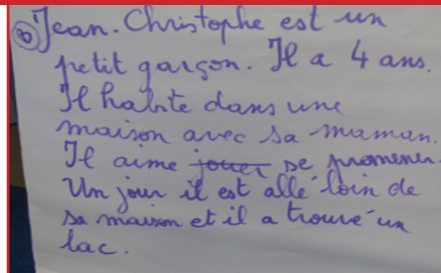 6 Jean-Christophe est un
petit garçon. Il a 4 ans.
Il habite dans une
maison avec sa maman.
Il aime jouer se promener.
Un jour il est allé loin de
sa maison et il a trouvé un
lac.